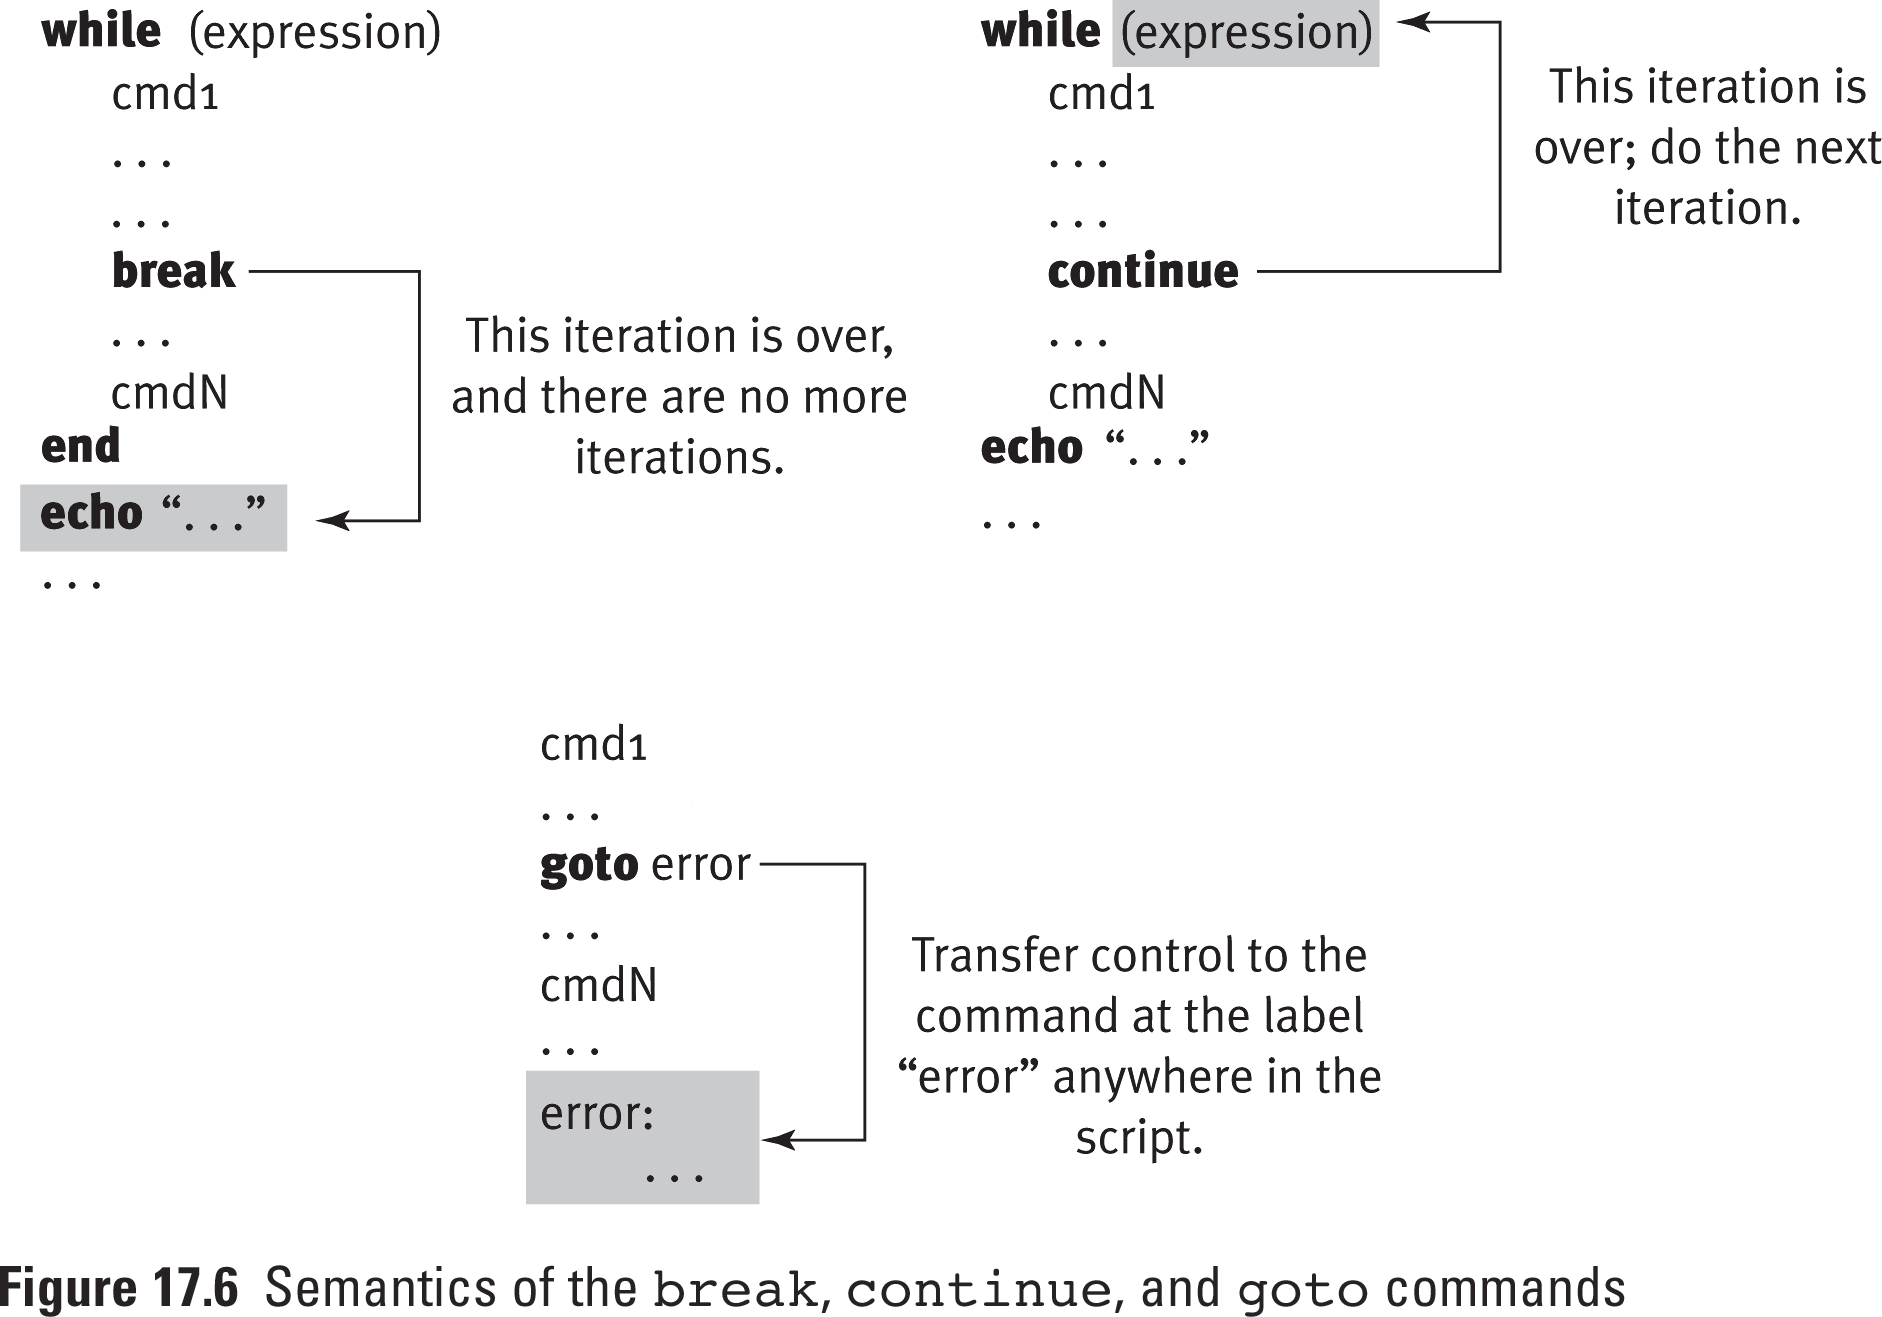 while (expression)
cmd1
. . .
. . .
break
. . .
cmdN
end
echo “. . .”
. . .
This iteration is over,
and there are no more
iterations.
while (expression)
cmd1
. . .
. . .
continue
. . .
cmdN
echo “. . .”
. . .
This iteration is
over; do the next
iteration.
cmd1
. . .
goto error
. . .
cmdN
. . .
error:
. . .
Transfer control to the
command at the label
“error” anywhere in the
script.
Figure 17.6 Semantics of the break, continue, and goto commands